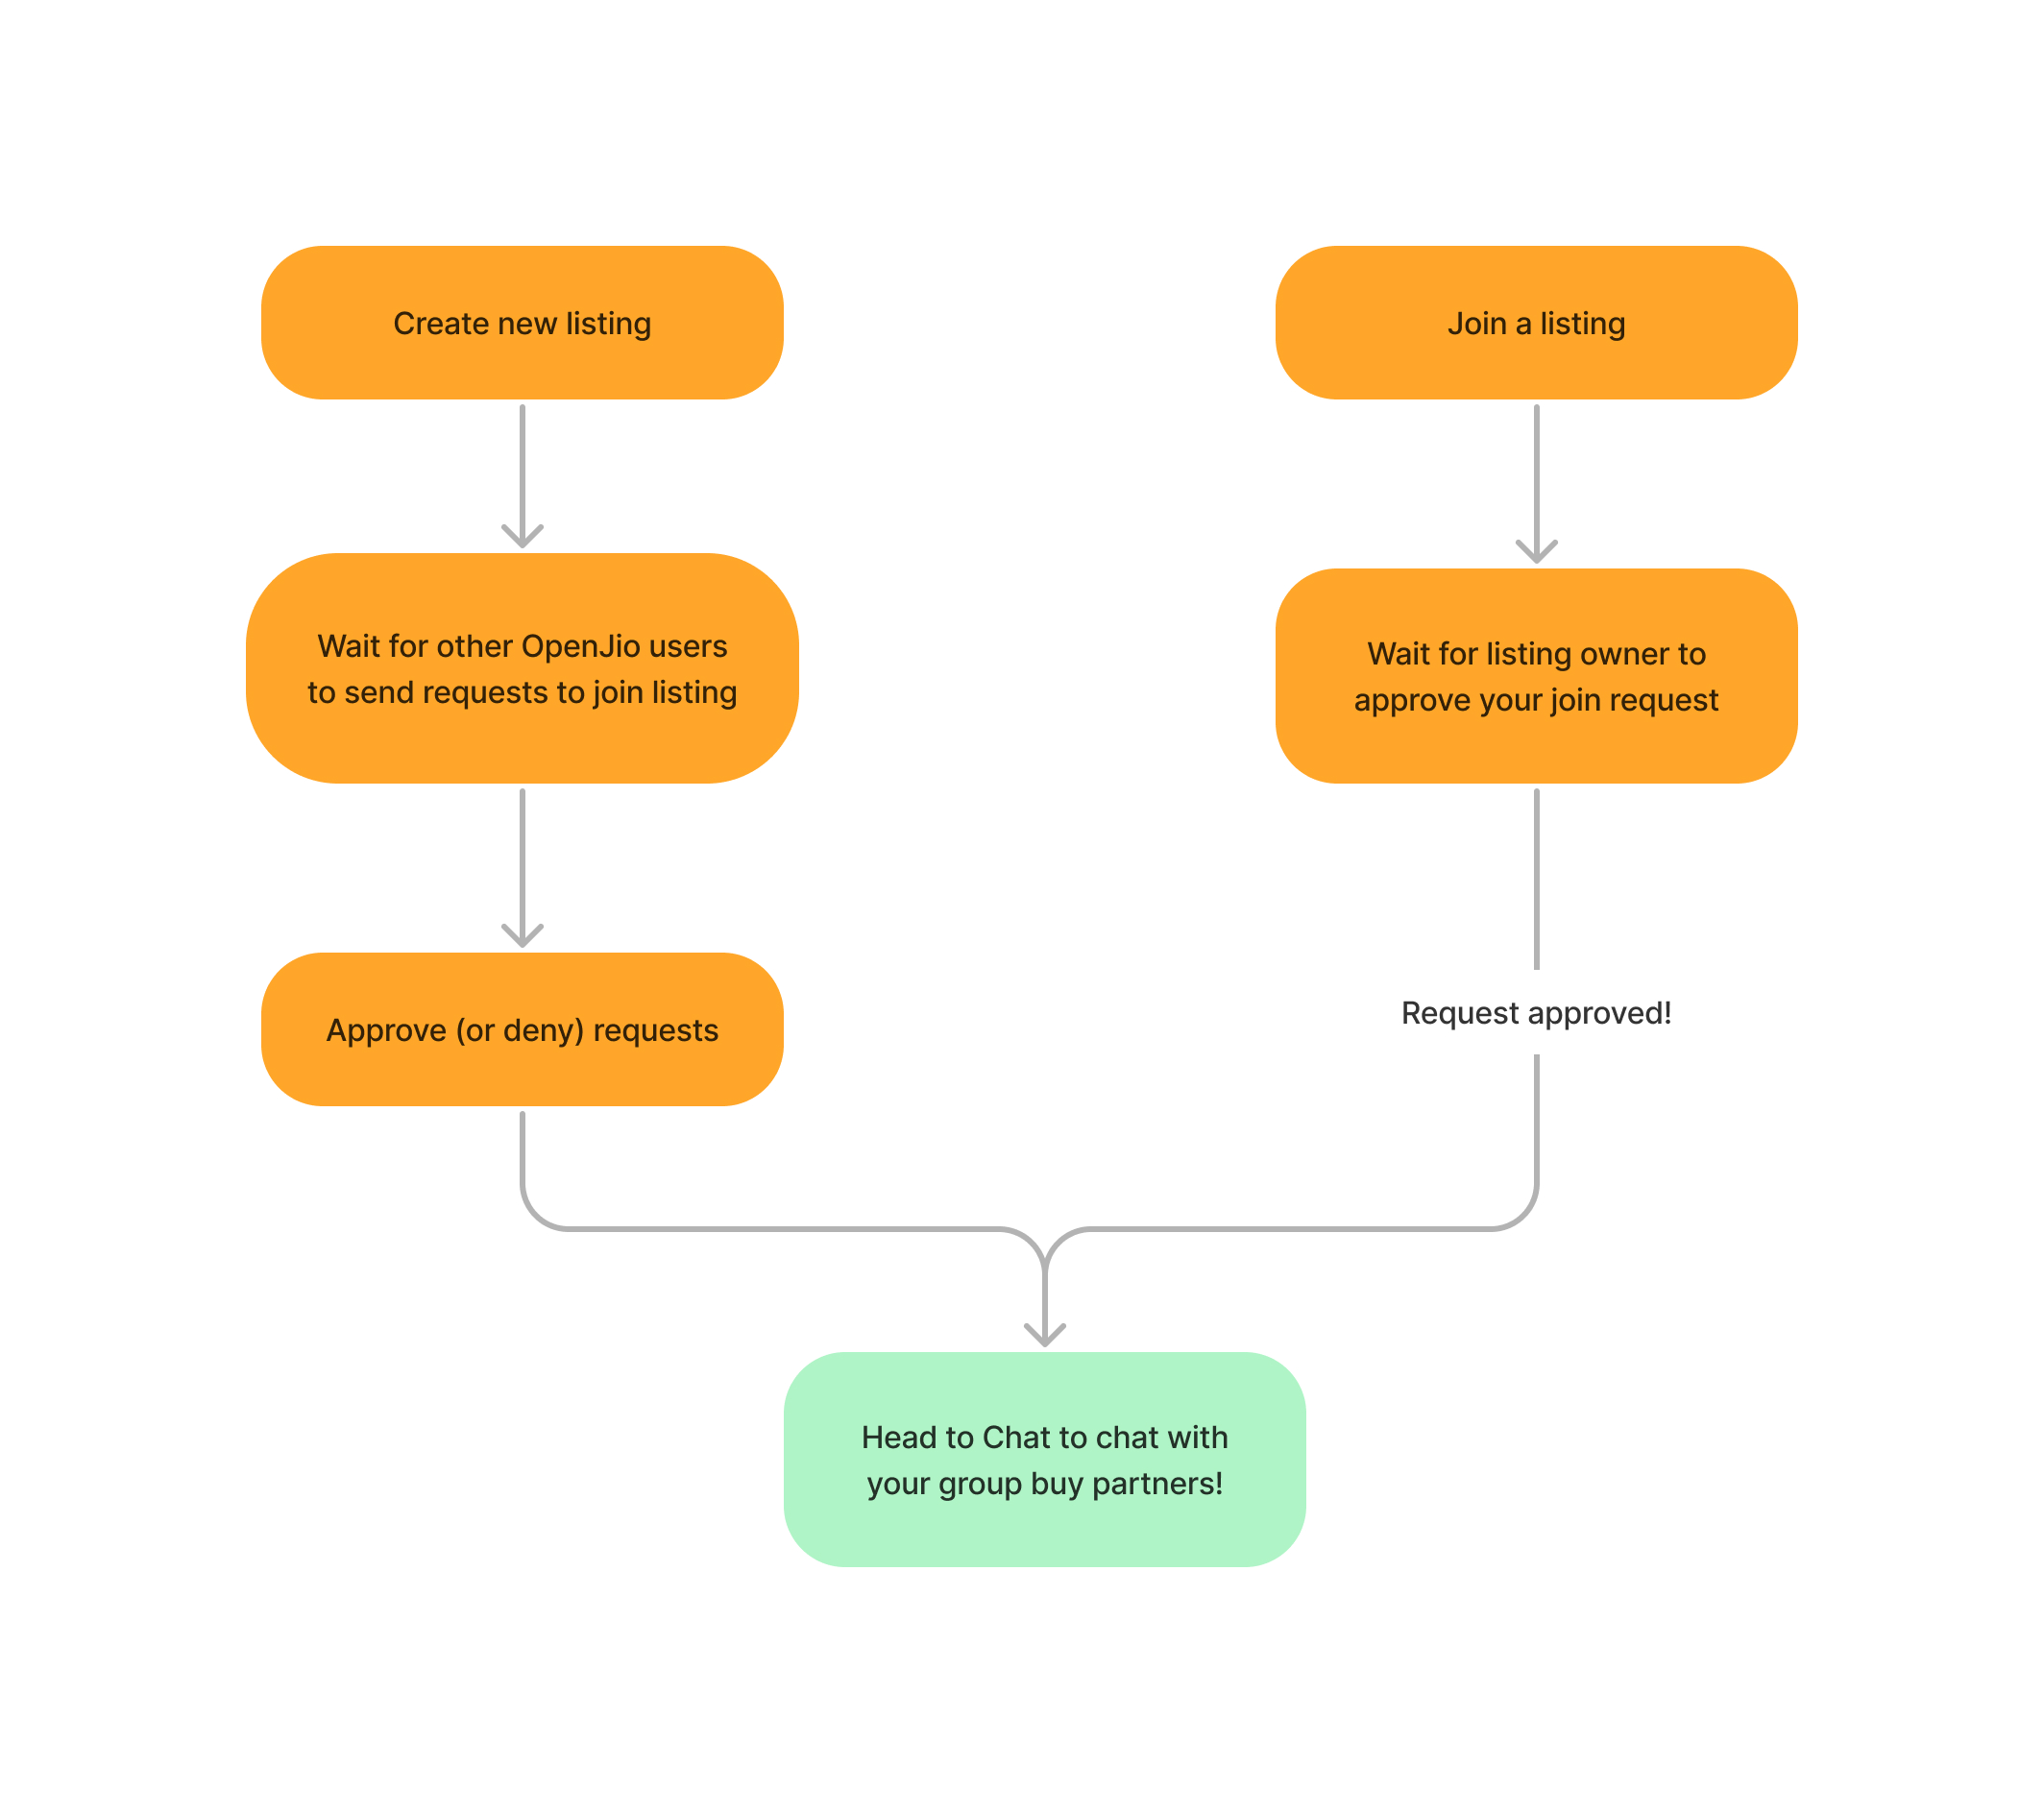 Create new listing
Join a listing
Wait for other OpenJio users
to send requests to join listing
Wait for listing owner to
approve your join request
Approve (or deny) requests
Request approved!
Head to Chat to chat with
your group buy partners!